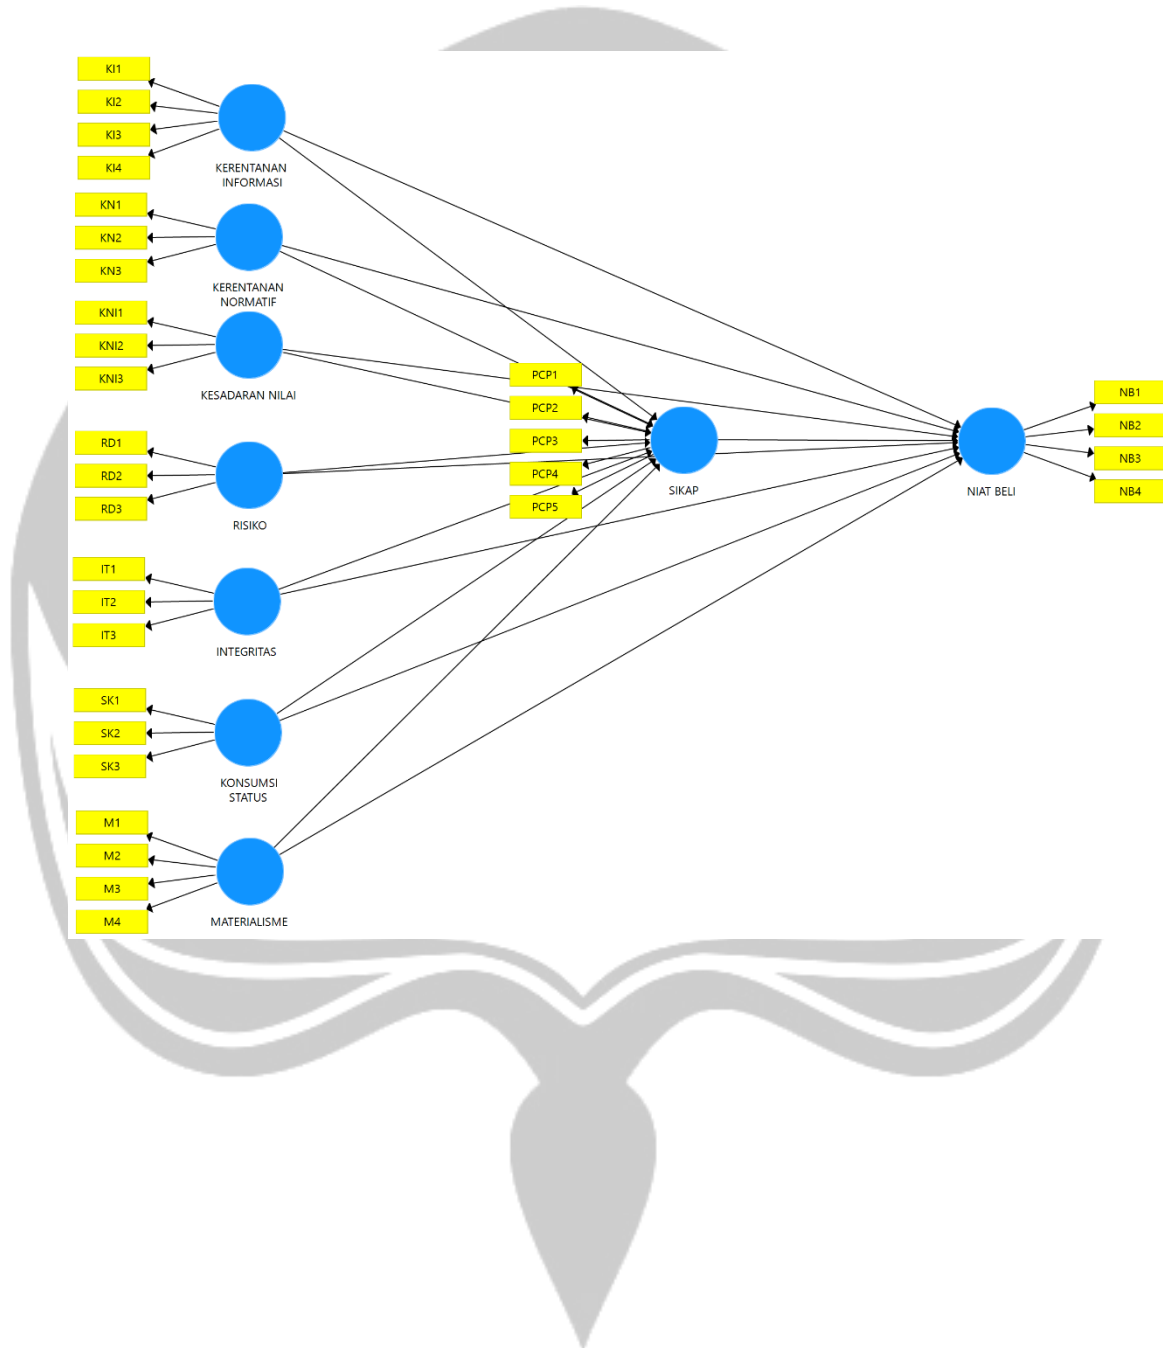 KI1
KI2
KI3
KI4
KERENTANAN
INFORMASI
KN1
KN2
KN3
KERENTANAN
NORMATIF
KNI1
KNI2
KNI3
KESADARAN NILAI
RD1
RD2
RD3
RISIKO
IT1
IT2
IT3
INTEGRITAS
SK1
SK2
SK3
KONSUMSI
STATUS
M1
M2
M3
M4
MATERIALISME
PCP1
PCP2
PCP3
PCP4
PCP5
SIKAP
NIAT BELI
NB1
NB2
NB3
NB4